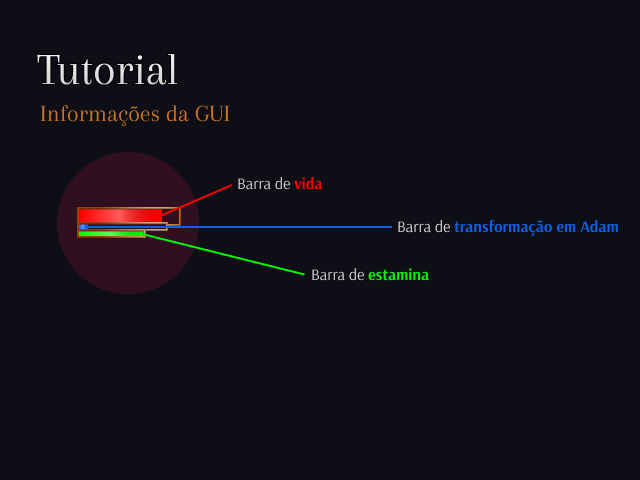 Tutorial
Informações da GUI
Barra de vida
Barra de transformação em Adam
Barra de estamina